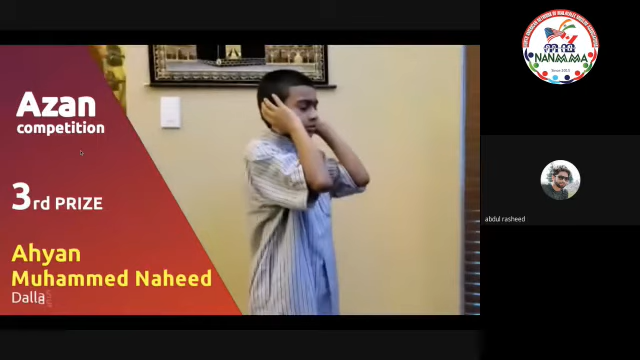 Azan
competition
3rd PRIZE
Ahyan
Muhammed Naheed
Dalla
NANMMA
abdul rasheed